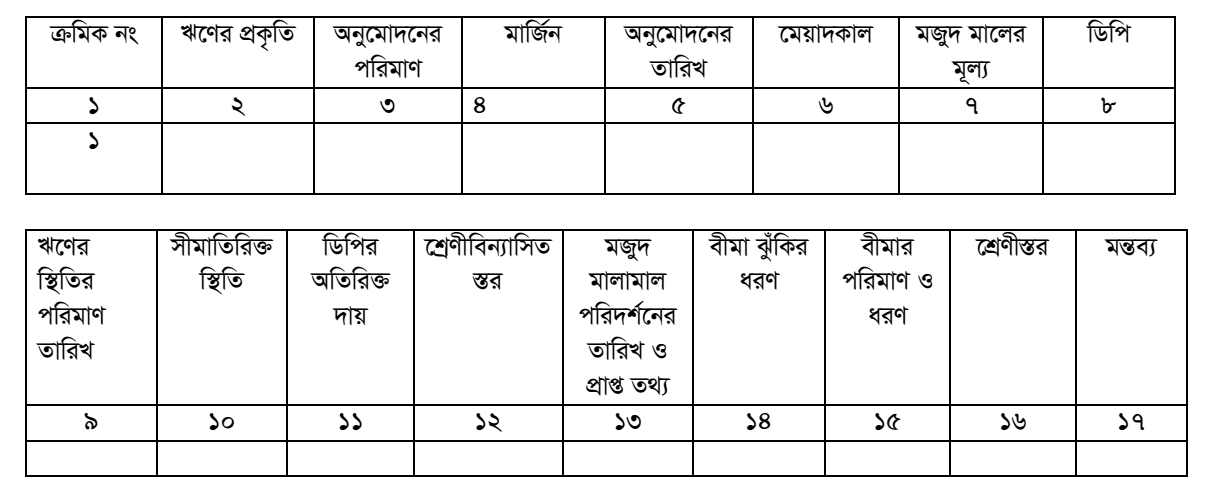 ক্রমিক নং ঋণের প্রকৃতি অনুমোদনের মার্জিন অনুমোদনের মেয়াদকাল মজুদ মালের ডিপি
পরিমাণ তারিখ মূল্য
১ ২ ৩ ৪ ৫ ৬ ৭ ৮
১
ঋণের সীমাতিরিক্ত ডিপির শ্রেণীবিন্যাসিত মজুদ বীমা ঝুঁকির বীমার শ্রেণীস্তর মন্তব্য
স্থিতির স্থিতি অতিরিক্ত স্তর মালামাল ধরণ পরিমাণ ও
পরিমাণ দায় পরিদর্শনের ধরণ
তারিখ তারিখ ও
প্রাপ্ত তথ্য
৯ ১০ ১১ ১২ ১৩ ১৪ ১৫ ১৬ ১৭